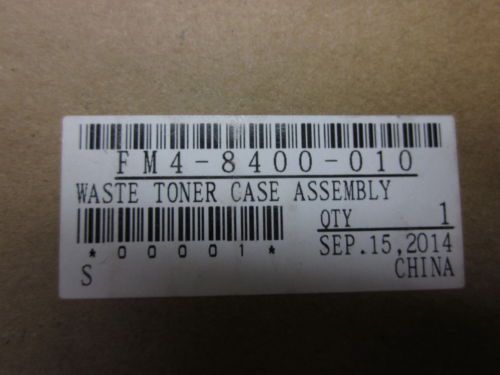 FM4-8400-010
WASTE TONER CASE ASSEMBLY
QTY 1
*00001*
SEP.15,2014
S
CHINA